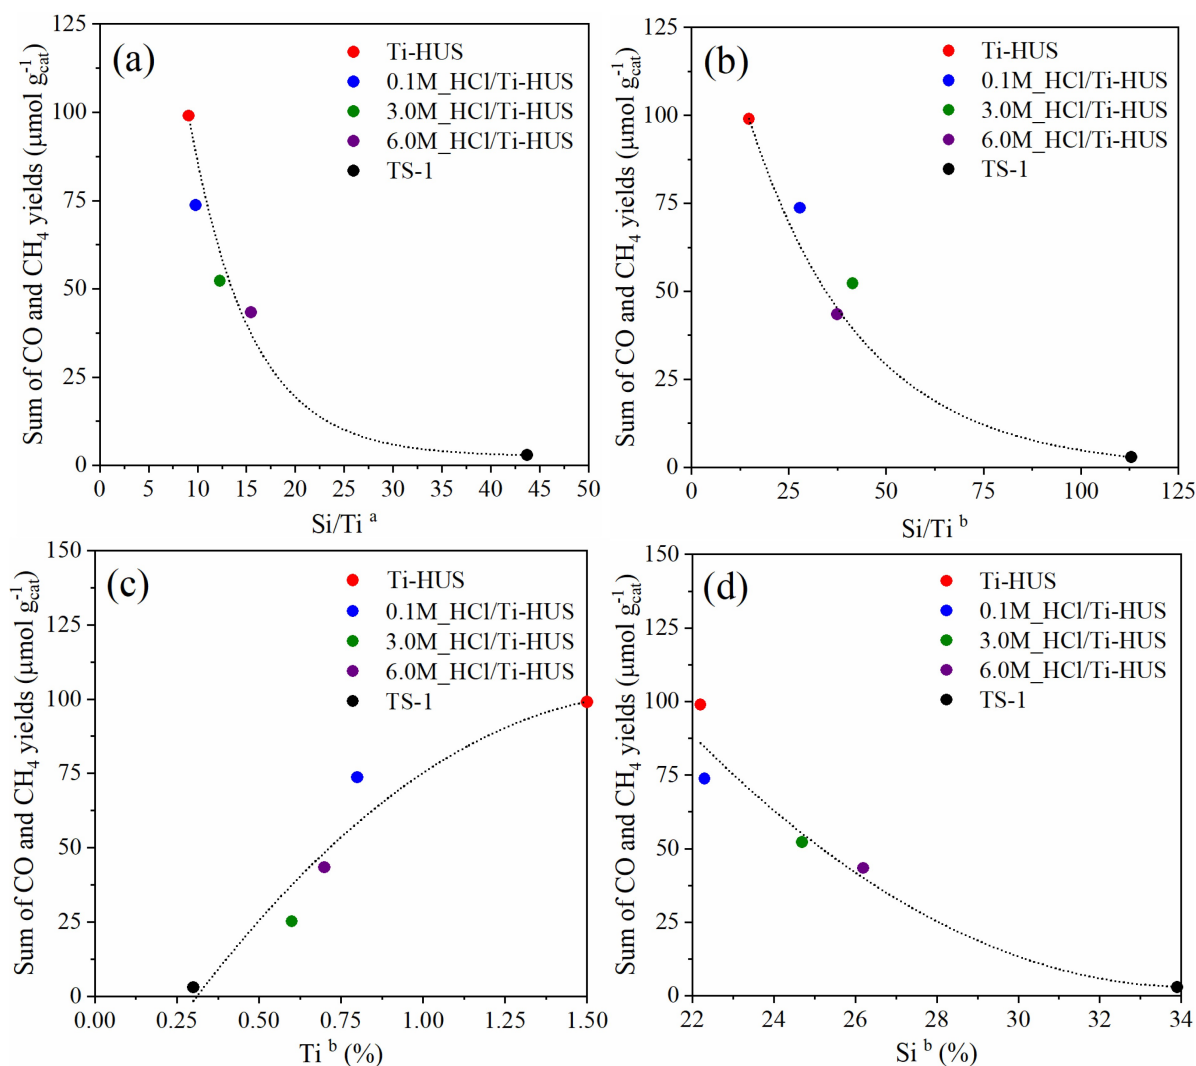 (a)
Ti-HUS
0.1M_HCl/Ti-HUS
3.0M_HCl/Ti-HUS
6.0M_HCl/Ti-HUS
TS-1
125
100
75
50
25
0
0 5 10 15 20 25 30 35 40 45 50
Sum of CO and CH₄ yields (μmol g⁻¹cat)
Si/Ti ᵃ
(b)
Ti-HUS
0.1M_HCl/Ti-HUS
3.0M_HCl/Ti-HUS
6.0M_HCl/Ti-HUS
TS-1
125
100
75
50
25
0
0 25 50 75 100 125
Sum of CO and CH₄ yields (μmol g⁻¹cat)
Si/Ti ᵇ
(c)
Ti-HUS
0.1M_HCl/Ti-HUS
3.0M_HCl/Ti-HUS
6.0M_HCl/Ti-HUS
TS-1
150
125
100
75
50
25
0
0.00 0.25 0.50 0.75 1.00 1.25 1.50
Sum of CO and CH₄ yields (μmol g⁻¹cat)
Ti ᵇ (%)
(d)
Ti-HUS
0.1M_HCl/Ti-HUS
3.0M_HCl/Ti-HUS
6.0M_HCl/Ti-HUS
TS-1
150
125
100
75
50
25
0
22 24 26 28 30 32 34
Sum of CO and CH₄ yields (μmol g⁻¹cat)
Si ᵇ (%)